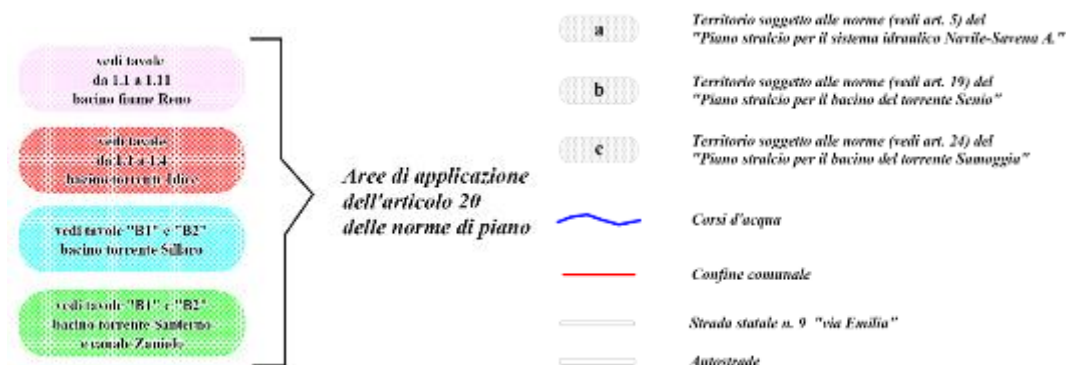 vedi tavole
da 1.1 a 1.11
bacino fiume Reno
vedi tavole
da 1.1 a 1.4
bacino torrente Idice
vedi tavole "B1" e "B2"
bacino torrente Sillaro
vedi tavole "B1" e "B2"
bacino torrente Santerno
e canale Zaniolo
Aree di applicazione
dell'articolo 20
delle norme di piano
a
Territorio soggetto alle norme (vedi art. 5) del
"Piano stralcio per il sistema idraulico Navile-Savena A."
b
Territorio soggetto alle norme (vedi art. 19) del
"Piano stralcio per il bacino del torrente Senio"
c
Territorio soggetto alle norme (vedi art. 24) del
"Piano stralcio per il bacino del torrente Samoggia"
Corsi d'acqua
Confine comunale
Strada statale n. 9 "via Emilia"
Autostrade